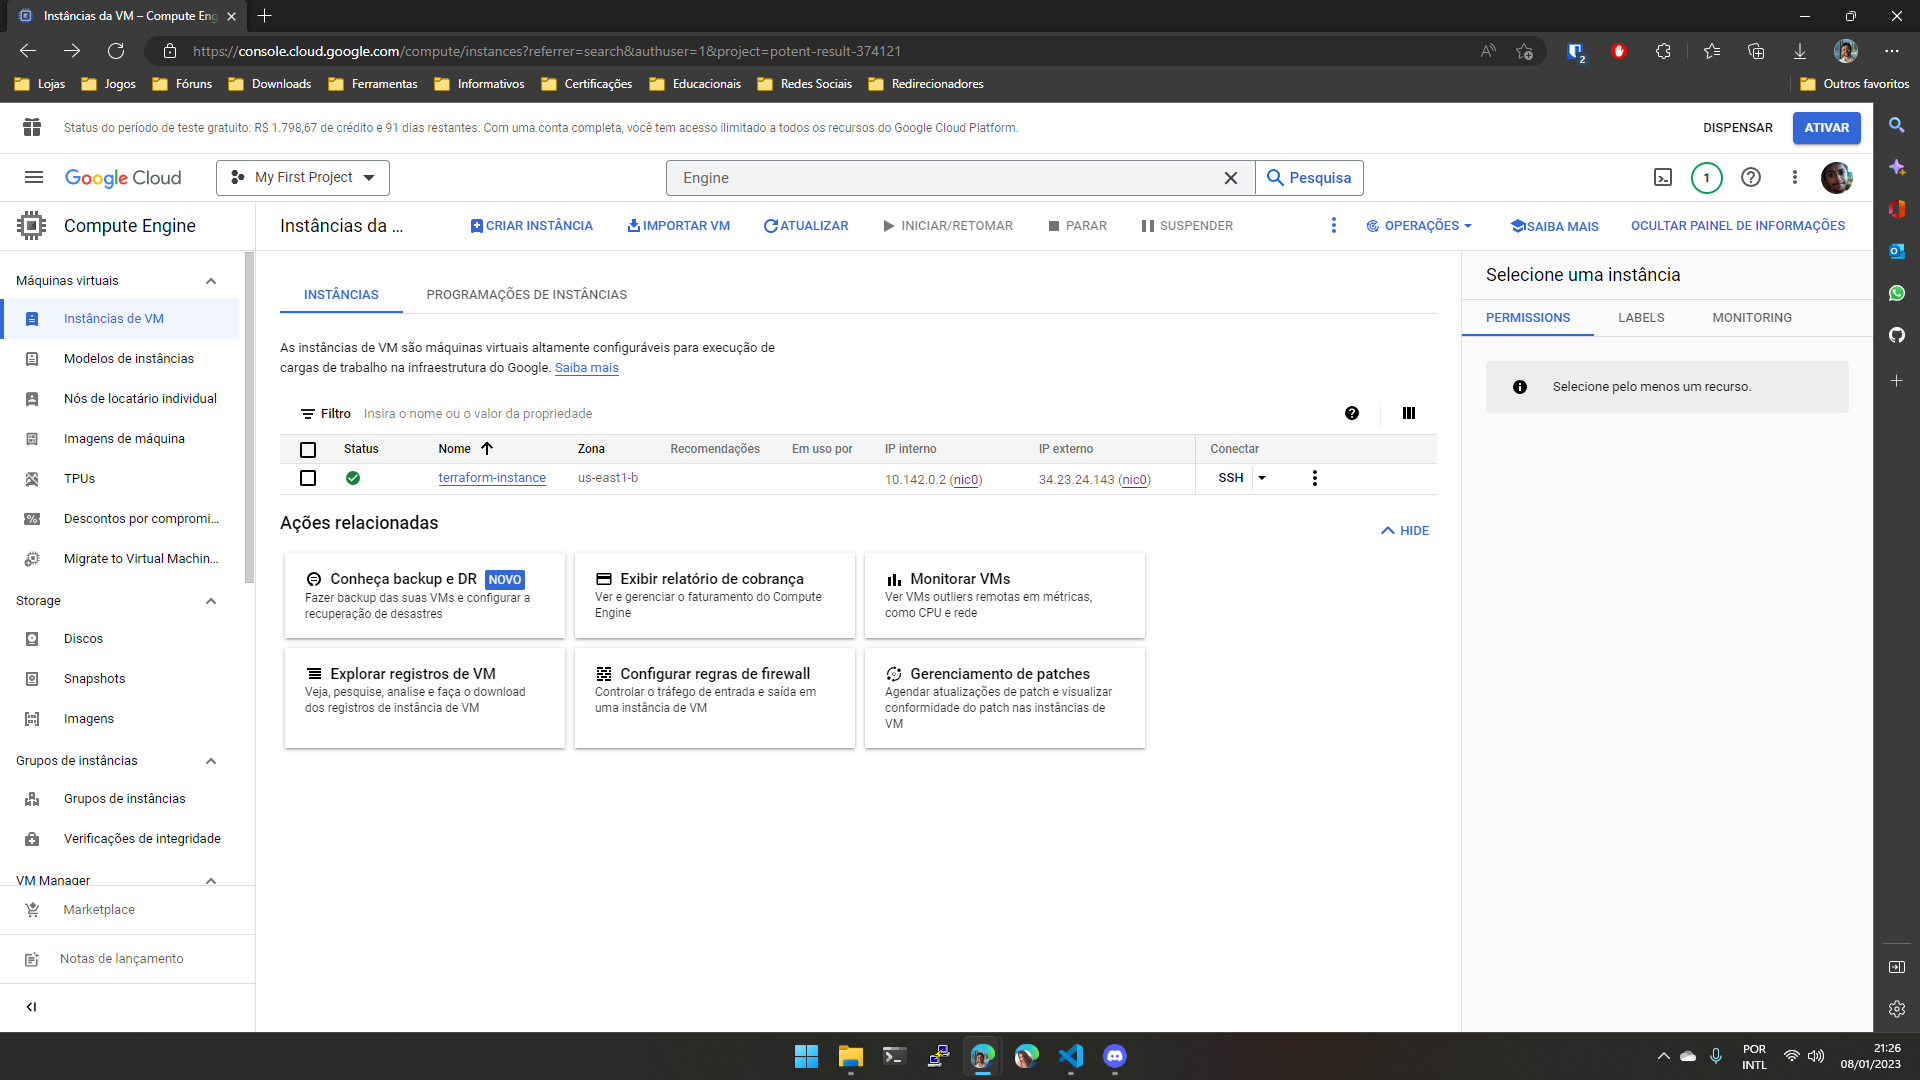 Instâncias da VM – Compute Eng
https://console.cloud.google.com/compute/instances?referrer=search&authuser=1&project=potent-result-374121
2
Lojas Jogos Fóruns Downloads Ferramentas Informativos Certificações Educacionais Redes Sociais Redirecionadores Outros favoritos
Status do período de teste gratuito: R$ 1.798,67 de crédito e 91 dias restantes. Com uma conta completa, você tem acesso ilimitado a todos os recursos do Google Cloud Platform.
DISPENSAR ATIVAR
Google Cloud My First Project Engine Pesquisa 1
Compute Engine
Instâncias da ... CRIAR INSTÂNCIA IMPORTAR VM ATUALIZAR INICIAR/RETOMAR PARAR SUSPENDER OPERAÇÕES SAIBA MAIS OCULTAR PAINEL DE INFORMAÇÕES
Máquinas virtuais
Instâncias de VM
Modelos de instâncias
Nós de locatário individual
Imagens de máquina
TPUs
Descontos por compromi...
Migrate to Virtual Machin...
Storage
Discos
Snapshots
Imagens
Grupos de instâncias
Grupos de instâncias
Verificações de integridade
VM Manager
Marketplace
Notas de lançamento
INSTÂNCIAS PROGRAMAÇÕES DE INSTÂNCIAS
As instâncias de VM são máquinas virtuais altamente configuráveis para execução de
cargas de trabalho na infraestrutura do Google. Saiba mais
Filtro Insira o nome ou o valor da propriedade
Status Nome Zona Recomendações Em uso por IP interno IP externo Conectar
terraform-instance us-east1-b 10.142.0.2 (nic0) 34.23.24.143 (nic0) SSH
Ações relacionadas
HIDE
Conheça backup e DR NOVO
Fazer backup das suas VMs e configurar a
recuperação de desastres
Exibir relatório de cobrança
Ver e gerenciar o faturamento do Compute
Engine
Monitorar VMs
Ver VMs outliers remotas em métricas,
como CPU e rede
Explorar registros de VM
Veja, pesquise, analise e faça o download
dos registros de instância de VM
Configurar regras de firewall
Controlar o tráfego de entrada e saída em
uma instância de VM
Gerenciamento de patches
Agendar atualizações de patch e visualizar
conformidade do patch nas instâncias de
VM
Selecione uma instância
PERMISSIONS LABELS MONITORING
Selecione pelo menos um recurso.
POR
INTL
21:26
08/01/2023